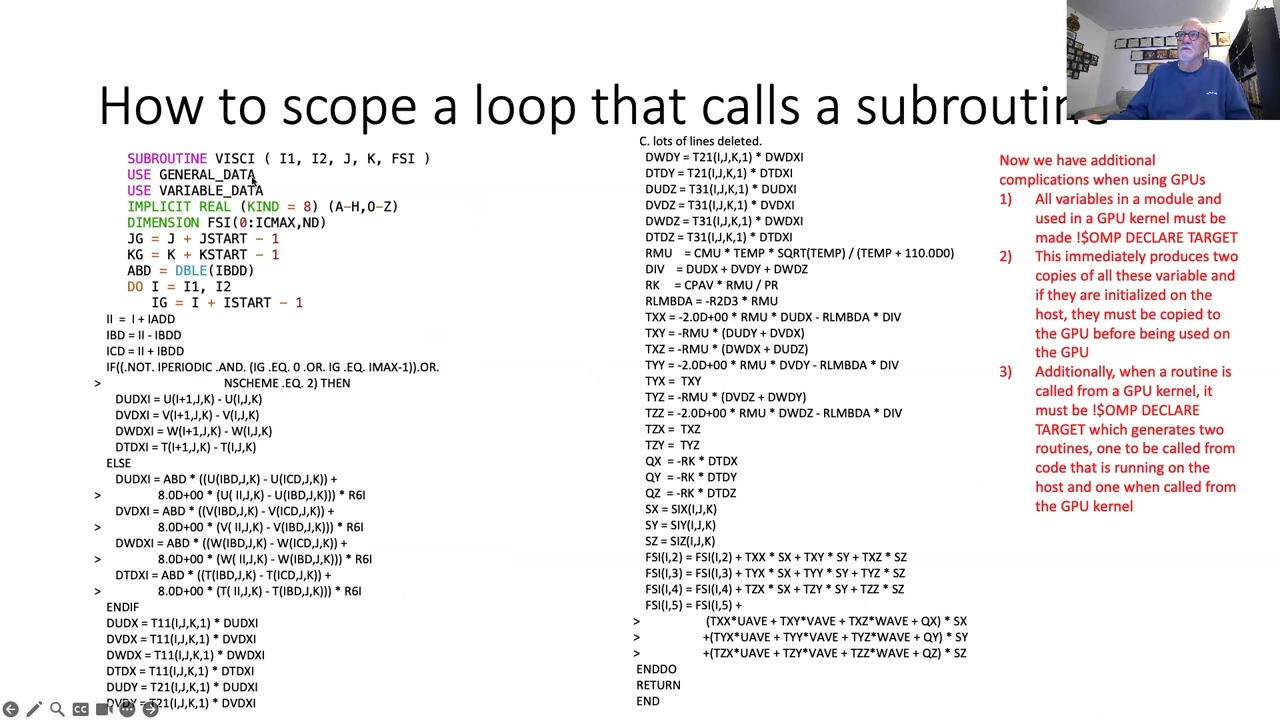 How to scope a loop that calls a subroutine
SUBROUTINE VISCI ( I1, I2, J, K, FSI )
USE GENERAL_DATA
USE VARIABLE_DATA
IMPLICIT REAL (KIND = 8) (A-H,O-Z)
DIMENSION FSI(0:ICMAX,ND)
JG = J + JSTART - 1
KG = K + KSTART - 1
ABD = DBLE(IBDD)
DO I = I1, I2
IG = I + ISTART - 1
II = I + IADD
IBD = II - IBDD
ICD = II + IBDD
IF((.NOT. IPERIODIC .AND. (IG .EQ. 0 .OR. IG .EQ. IMAX-1)).OR.
> NSCHEME .EQ. 2) THEN
DUDXI = U(I+1,J,K) - U(I,J,K)
DVDXI = V(I+1,J,K) - V(I,J,K)
DWDXI = W(I+1,J,K) - W(I,J,K)
DTDXI = T(I+1,J,K) - T(I,J,K)
ELSE
DUDXI = ABD * ((U(IBD,J,K) - U(ICD,J,K)) +
> 8.0D+00 * (U( II,J,K) - U(IBD,J,K))) * R6I
DVDXI = ABD * ((V(IBD,J,K) - V(ICD,J,K)) +
> 8.0D+00 * (V( II,J,K) - V(IBD,J,K))) * R6I
DWDXI = ABD * ((W(IBD,J,K) - W(ICD,J,K)) +
> 8.0D+00 * (W( II,J,K) - W(IBD,J,K))) * R6I
DTDXI = ABD * ((T(IBD,J,K) - T(ICD,J,K)) +
> 8.0D+00 * (T( II,J,K) - T(IBD,J,K))) * R6I
ENDIF
DUDX = T11(I,J,K,1) * DUDXI
DVDX = T11(I,J,K,1) * DVDXI
DWDX = T11(I,J,K,1) * DWDXI
DTDX = T11(I,J,K,1) * DTDXI
DUDY = T21(I,J,K,1) * DUDXI
DVDY = T21(I,J,K,1) * DVDXI
C. lots of lines deleted.
DWDY = T21(I,J,K,1) * DWDXI
DTDY = T21(I,J,K,1) * DTDXI
DUDZ = T31(I,J,K,1) * DUDXI
DVDZ = T31(I,J,K,1) * DVDXI
DWDZ = T31(I,J,K,1) * DWDXI
DTDZ = T31(I,J,K,1) * DTDXI
RMU = CMU * TEMP * SQRT(TEMP) / (TEMP + 110.0D0)
DIV = DUDX + DVDY + DWDZ
RK = CPAV * RMU / PR
RLMBDA = -R2D3 * RMU
TXX = -2.0D+00 * RMU * DUDX - RLMBDA * DIV
TXY = -RMU * (DUDY + DVDX)
TXZ = -RMU * (DWDX + DUDZ)
TYY = -2.0D+00 * RMU * DVDY - RLMBDA * DIV
TYX = TXY
TYZ = -RMU * (DVDZ + DWDY)
TZZ = -2.0D+00 * RMU * DWDZ - RLMBDA * DIV
TZX = TXZ
TZY = TYZ
QX = -RK * DTDX
QY = -RK * DTDY
QZ = -RK * DTDZ
SX = SIX(I,J,K)
SY = SIY(I,J,K)
SZ = SIZ(I,J,K)
FSI(I,2) = FSI(I,2) + TXX * SX + TXY * SY + TXZ * SZ
FSI(I,3) = FSI(I,3) + TYX * SX + TYY * SY + TYZ * SZ
FSI(I,4) = FSI(I,4) + TZX * SX + TZY * SY + TZZ * SZ
FSI(I,5) = FSI(I,5) +
> (TXX*UAVE + TXY*VAVE + TXZ*WAVE + QX) * SX
> +(TYX*UAVE + TYY*VAVE + TYZ*WAVE + QY) * SY
> +(TZX*UAVE + TZY*VAVE + TZZ*WAVE + QZ) * SZ
ENDDO
RETURN
END
Now we have additional
complications when using GPUs
1) All variables in a module and
used in a GPU kernel must be
made !$OMP DECLARE TARGET
2) This immediately produces two
copies of all these variable and
if they are initialized on the
host, they must be copied to
the GPU before being used on
the GPU
3) Additionally, when a routine is
called from a GPU kernel, it
must be !$OMP DECLARE
TARGET which generates two
routines, one to be called from
code that is running on the
host and one when called from
the GPU kernel